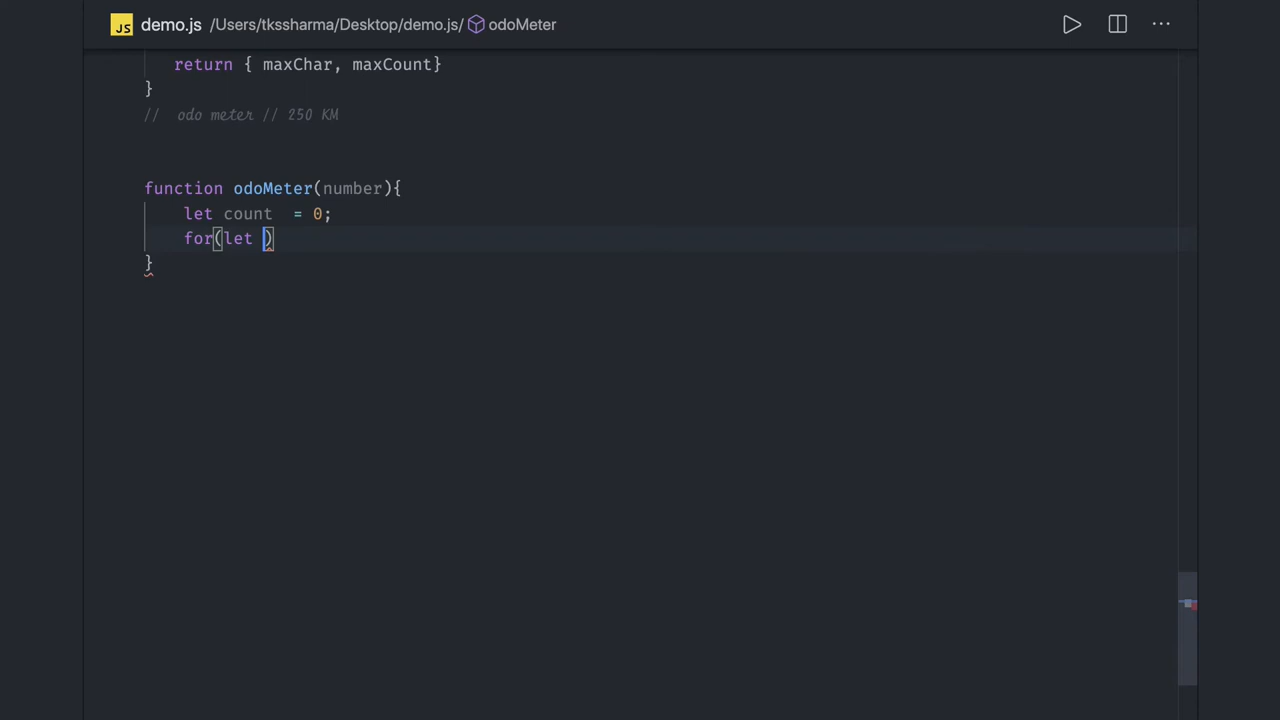 JS demo.js /Users/tkssharma/Desktop/demo.js/ odoMeter
return { maxChar, maxCount}
}
// odo meter // 250 KM
function odoMeter(number){
let count  = 0;
for(let )
}